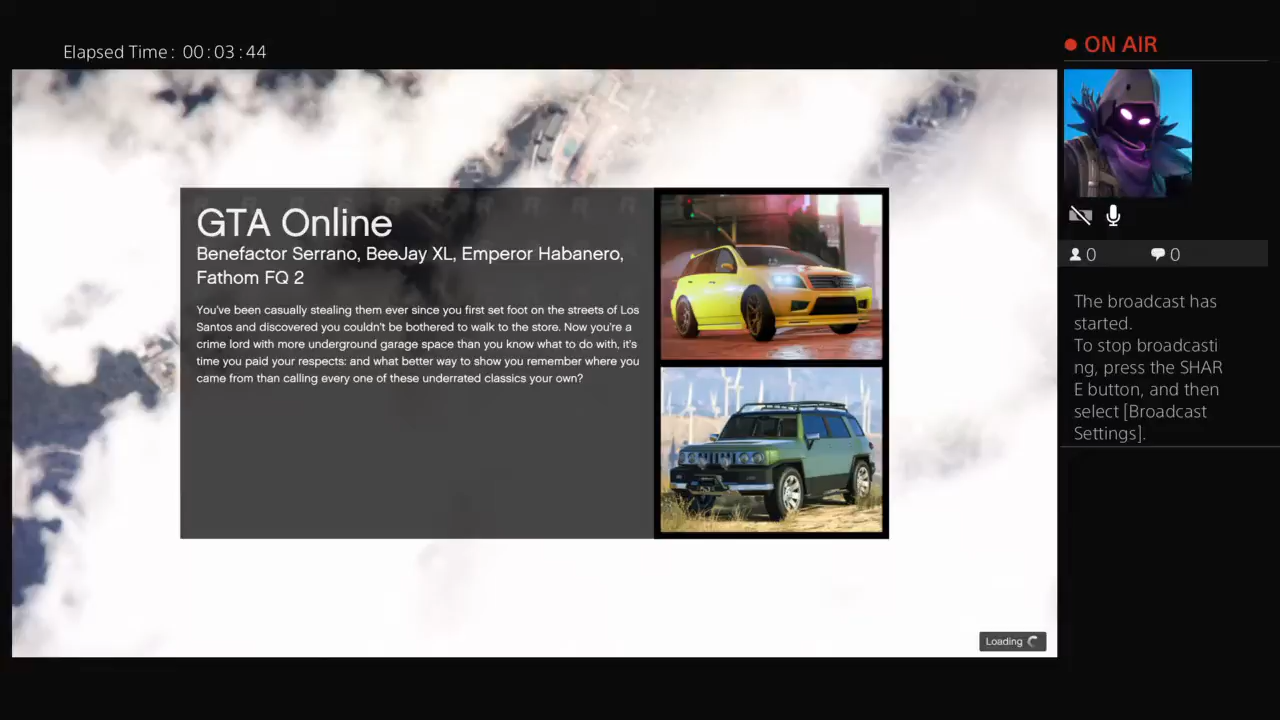 Elapsed Time: 00:03:44
ON AIR
GTA Online
Benefactor Serrano, BeeJay XL, Emperor Habanero,
Fathom FQ 2
You've been casually stealing them ever since you first set foot on the streets of Los
Santos and discovered you couldn't be bothered to walk to the store. Now you're a
crime lord with more underground garage space than you know what to do with, it's
time you paid your respects: and what better way to show you remember where you
came from than calling every one of these underrated classics your own?
Loading
0
0
The broadcast has
started.
To stop broadcasti
ng, press the SHAR
E button, and then
select [Broadcast
Settings].